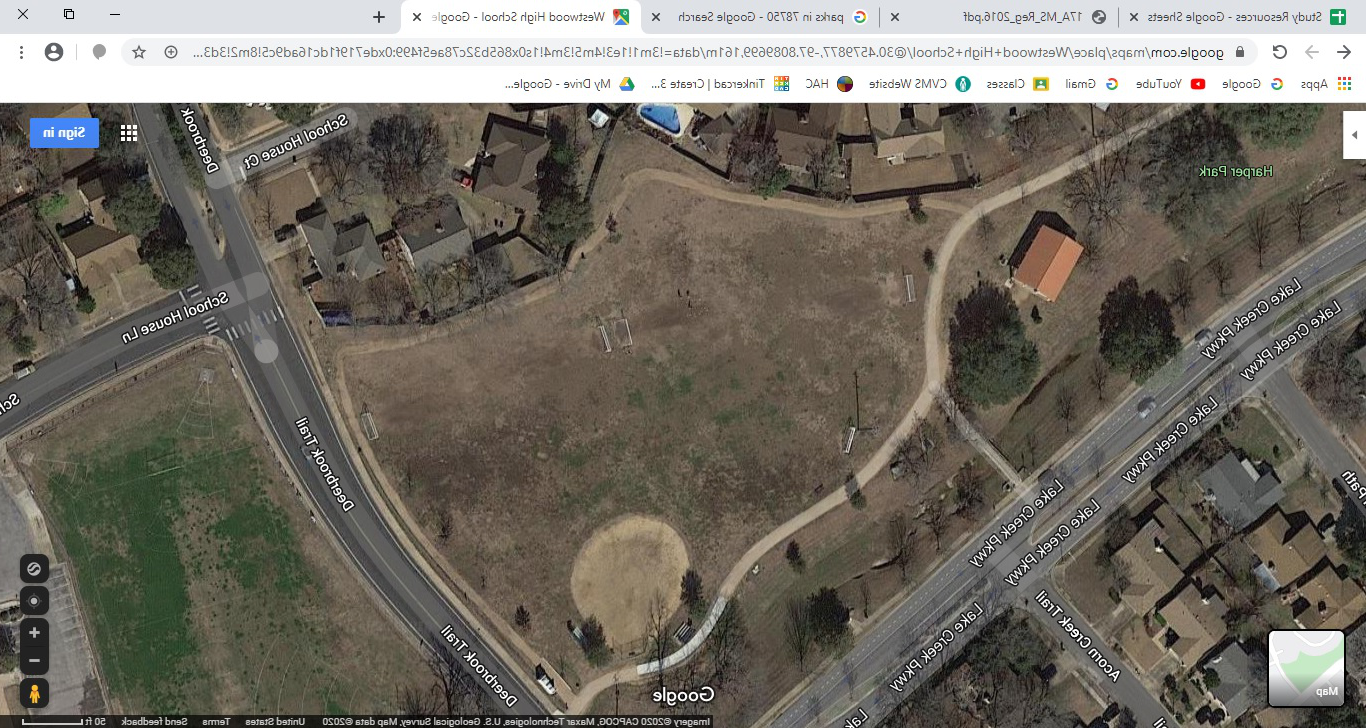 Study Resources - Google Sheets
17A_MS_Reg_2016.pdf
parks in 78750 - Google Search
Westwood High School - Google
google.com/maps/place/Westwood+High+School/@30.4579877,-97.8089699,161m/data=!3m1!1e3!4m5!3m4!1s0x865b332c78ae5f4f99:0xde719f1dc16ad9c5!8m2!3d3...
Apps
Google
YouTube
Gmail
Classes
CVMS Website
HAC
Tinkercad | Create 3...
My Drive - Google...
Sign in
Deerbrook
School House Ct
Harper Park
School House Ln
Sch
Lake Creek Pkwy
Lake Creek Pkwy
Lake Creek Pkwy
Deerbrook Trail
Path
Lake Creek Pkwy
Lake Creek Pkwy
Acorn Creek Trail
Lake Creek Pkwy
Deerbrook Trail
Map
Google
Lake
Imagery ©2020 CAPCOG, Maxar Technologies, U.S. Geological Survey, Map data ©2020
United States
Terms
Send feedback
50 ft